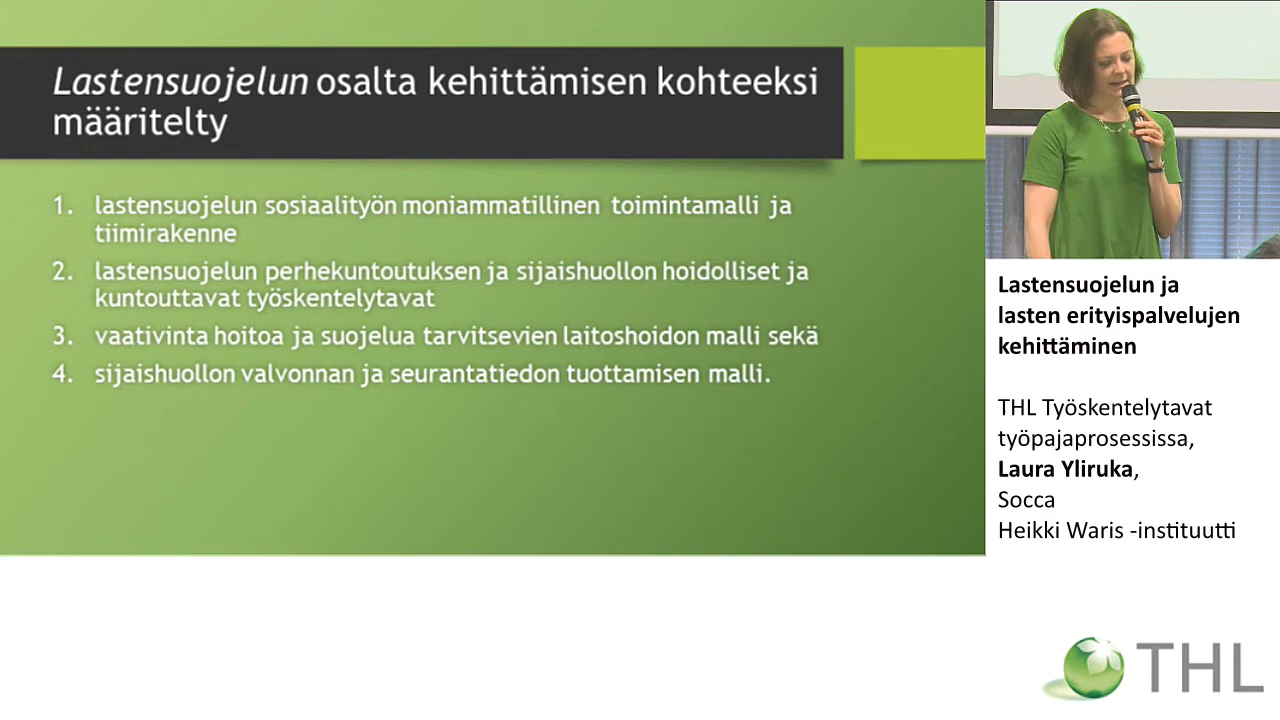 Lastensuojelun osalta kehittämisen kohteeksi
määritelty
1. lastensuojelun sosiaalityön moniammatillinen toimintamalli ja
tiimirakenne
2. lastensuojelun perhekuntoutuksen ja sijaishuollon hoidolliset ja
kuntouttavat työskentelytavat
3. vaativinta hoitoa ja suojelua tarvitsevien laitoshoidon malli sekä
4. sijaishuollon valvonnan ja seurantatiedon tuottamisen malli.
Lastensuojelun ja
lasten erityispalvelujen
kehittäminen
THL Työskentelytavat
työpajaprosessissa,
Laura Yliruka,
Socca
Heikki Waris -instituutti
THL